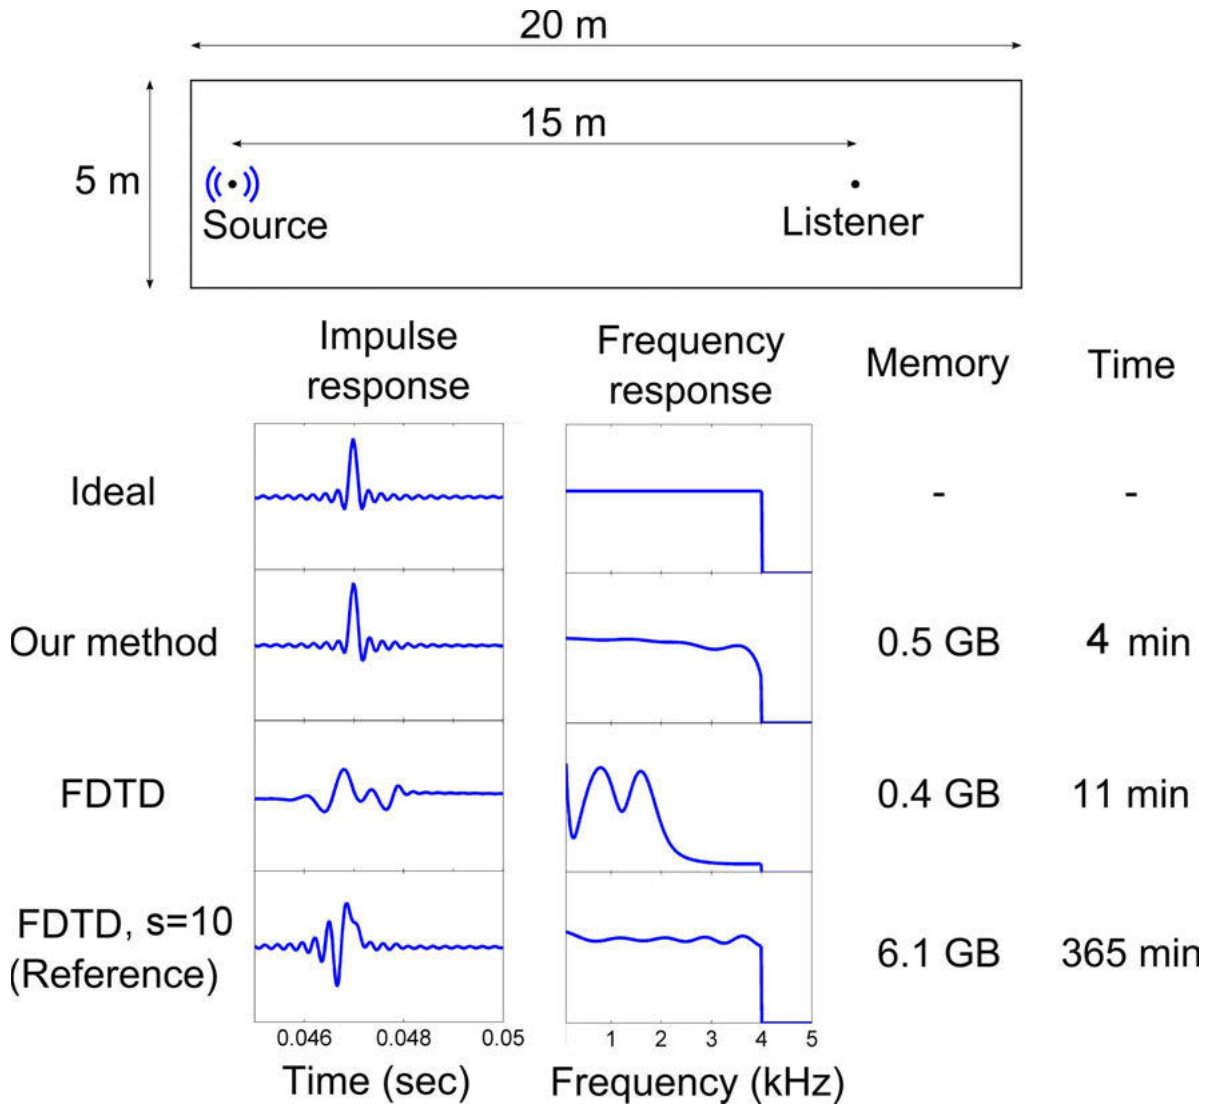 20 m
15 m
5 m
Source
Listener
Impulse
response
Frequency
response
Memory
Time
Ideal
-
-
Our method
0.5 GB
4 min
FDTD
0.4 GB
11 min
FDTD, s=10
(Reference)
6.1 GB
365 min
0.046
0.048
0.05
1
2
3
4
5
Time (sec)
Frequency (kHz)